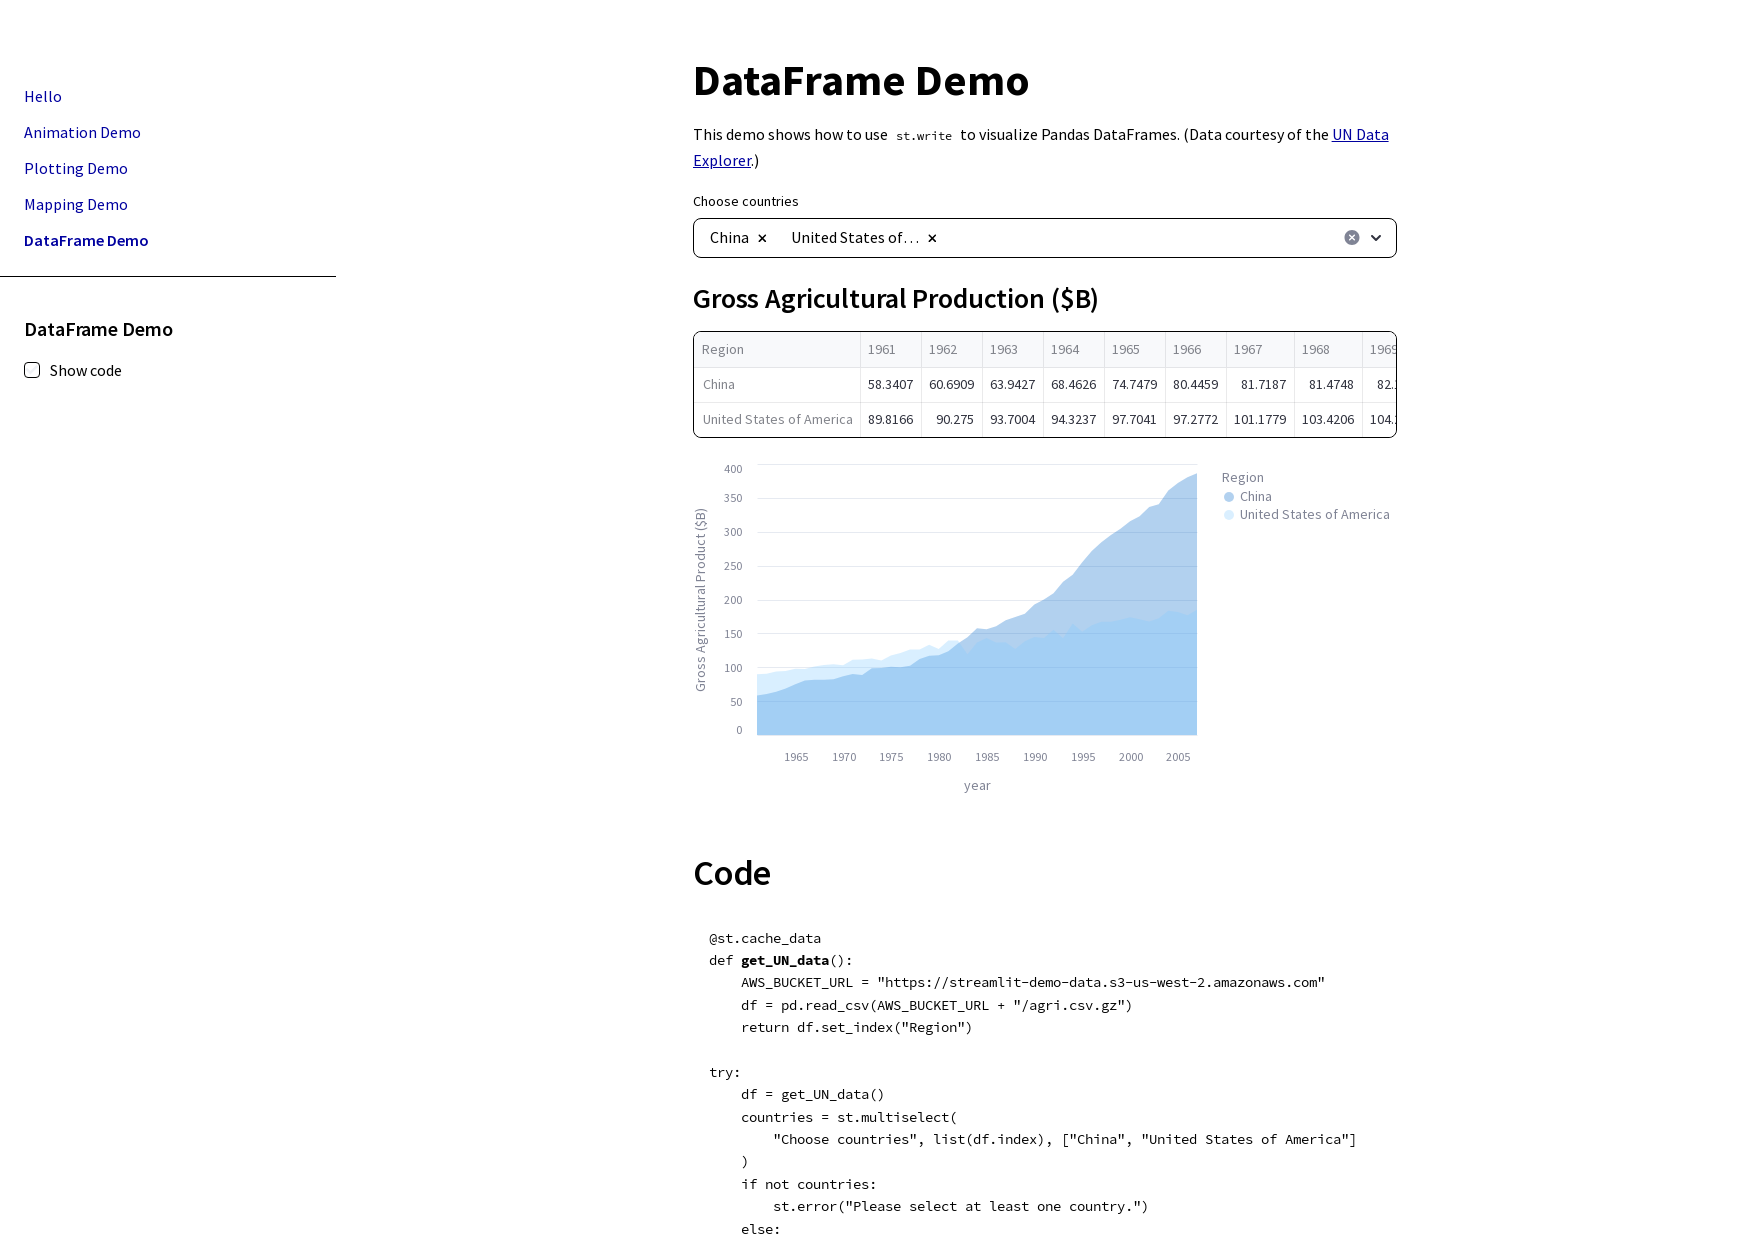 Hello
Animation Demo
Plotting Demo
Mapping Demo
DataFrame Demo
DataFrame Demo
Show code
DataFrame Demo
This demo shows how to use st.write to visualize Pandas DataFrames. (Data courtesy of the UN Data
Explorer.)
Choose countries
China United States of…
Gross Agricultural Production ($B)
Region 1961 1962 1963 1964 1965 1966 1967 1968 1969
China 58.3407 60.6909 63.9427 68.4626 74.7479 80.4459 81.7187 81.4748
United States of America 89.8166 90.275 93.7004 94.3237 97.7041 97.2772 101.1779 103.4206
Gross Agricultural Product ($B)
400
350
300
250
200
150
100
50
0
1965 1970 1975 1980 1985 1990 1995 2000 2005
year
Region
China
United States of America
Code
@st.cache_data
def get_UN_data():
    AWS_BUCKET_URL = "https://streamlit-demo-data.s3-us-west-2.amazonaws.com"
    df = pd.read_csv(AWS_BUCKET_URL + "/agri.csv.gz")
    return df.set_index("Region")
try:
    df = get_UN_data()
    countries = st.multiselect(
        "Choose countries", list(df.index), ["China", "United States of America"]
    )
    if not countries:
        st.error("Please select at least one country.")
    else: